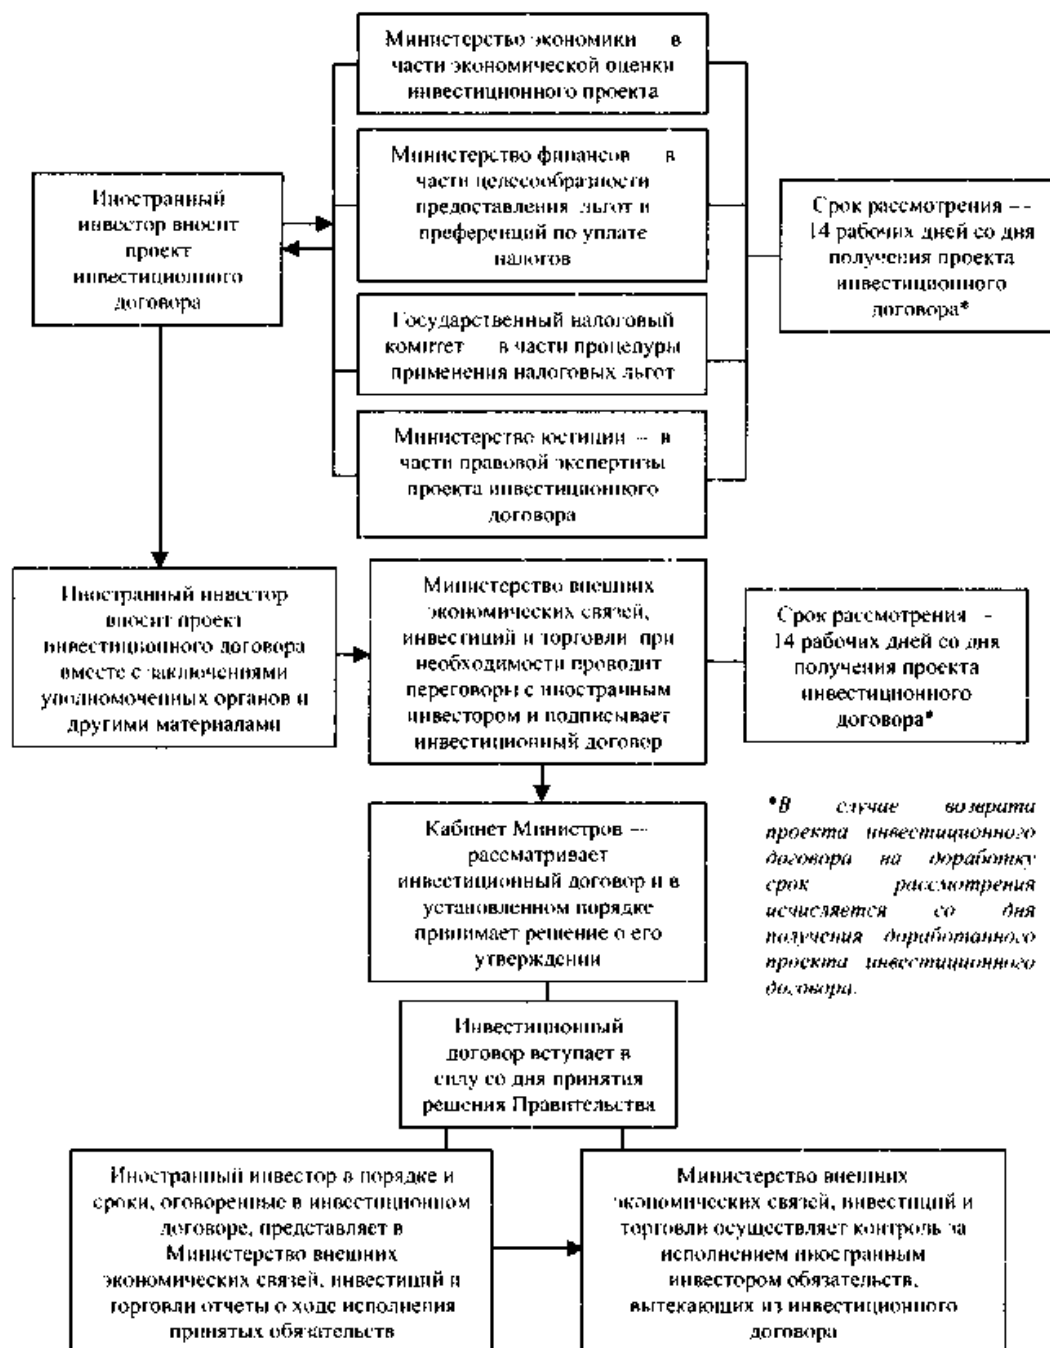 Министерство экономики в
части экономической оценки
инвестиционного проекта
Министерство финансов в
части целесообразности
предоставления льгот и
преференций по уплате
налогов
Иностранный
инвестор вносит
проект
инвестиционного
договора
Срок рассмотрения —
14 рабочих дней со дня
получения проекта
инвестиционного
договора*
Государственный налоговый
комитет в части процедуры
применения налоговых льгот
Министерство юстиции – в
части правовой экспертизы
проекта инвестиционного
договора
Иностранный инвестор
вносит проект
инвестиционного договора
вместе с заключениями
уполномоченных органов и
другими материалами
Министерство внешних
экономических связей,
инвестиций и торговли при
необходимости проводит
переговоры с иностранным
инвестором и подписывает
инвестиционный договор
Срок рассмотрения –
14 рабочих дней со дня
получения проекта
инвестиционного
договора*
Кабинет Министров —
рассматривает
инвестиционный договор и в
установленном порядке
принимает решение о его
утверждении
*В случае возврата
проекта инвестиционного
договора на доработку
срок рассмотрения
исчисляется со дня
получения доработанного
проекта инвестиционного
договора.
Инвестиционный
договор вступает в
силу со дня принятия
решения Правительства
Иностранный инвестор в порядке и
сроки, оговоренные в инвестиционном
договоре, представляет в
Министерство внешних
экономических связей, инвестиций и
торговли отчеты о ходе исполнения
принятых обязательств
Министерство внешних
экономических связей, инвестиций и
торговли осуществляет контроль за
исполнением иностранным
инвестором обязательств,
вытекающих из инвестиционного
договора